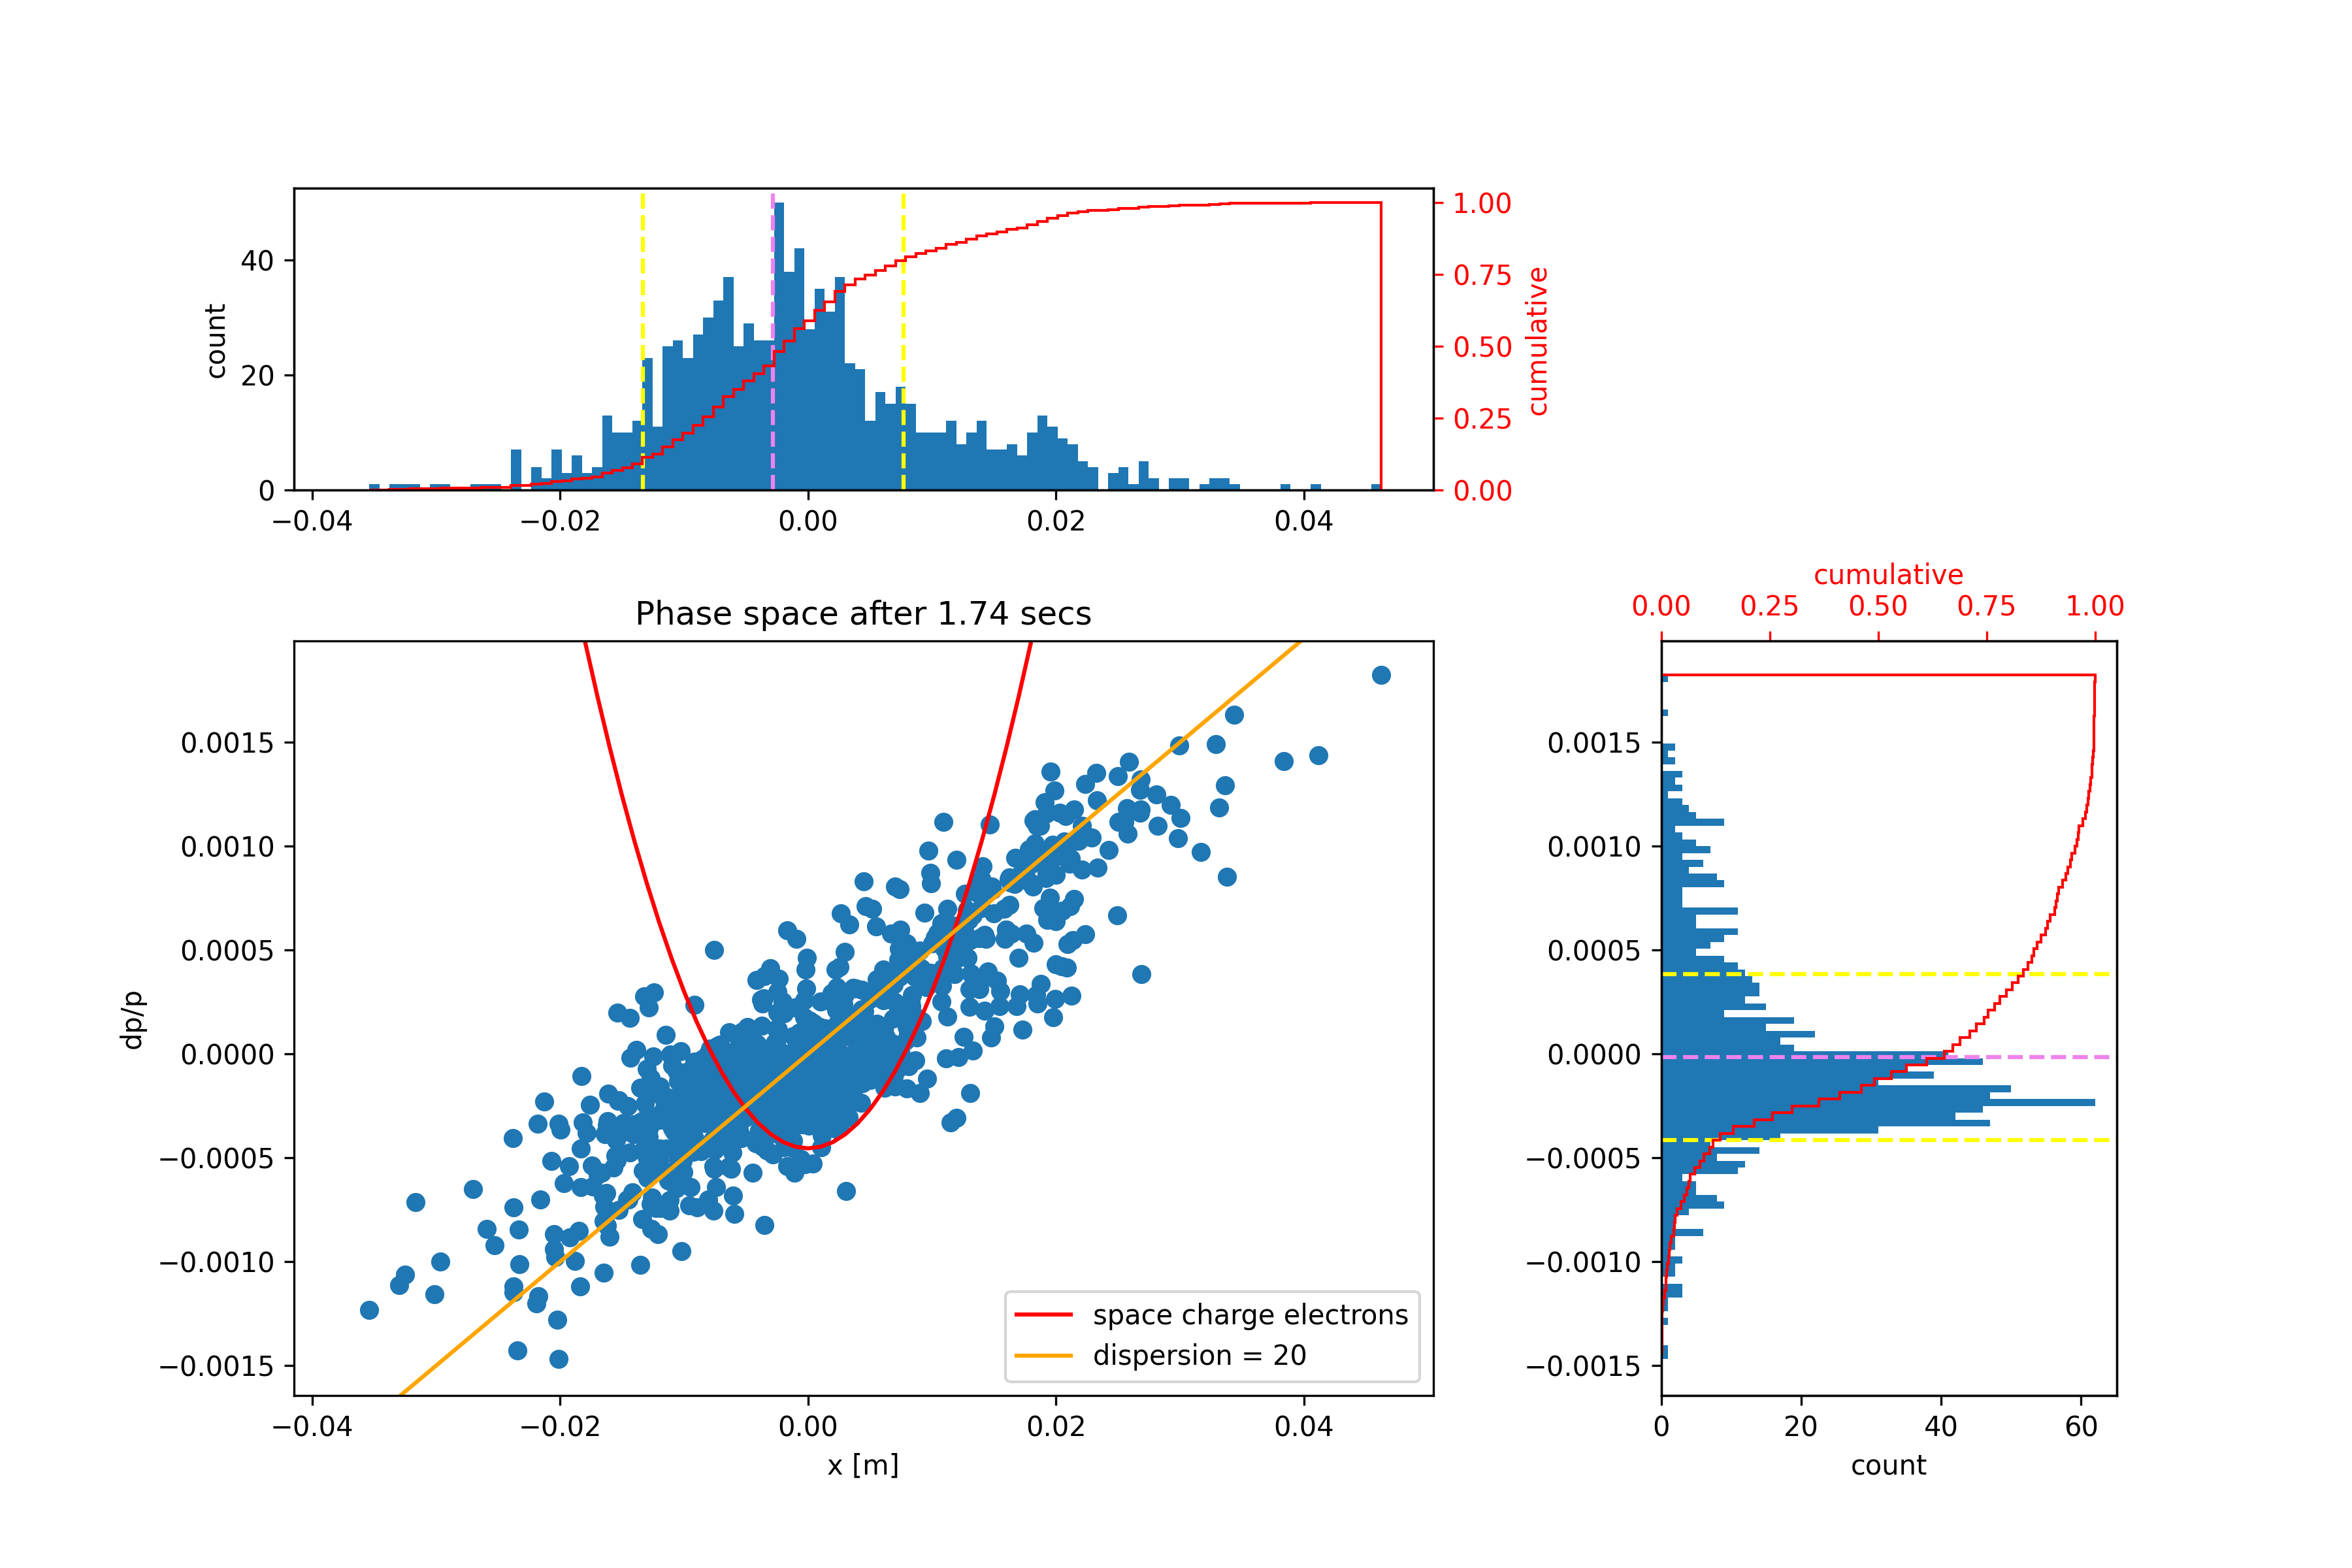 1.00
40
0.75
count
cumulative
0.50
20
0.25
0
0.00
−0.04 −0.02 0.00 0.02 0.04
cumulative
0.00 0.25 0.50 0.75 1.00
Phase space after 1.74 secs
0.0015
0.0010
0.0005
dp/p
0.0000
−0.0005
−0.0010
−0.0015
space charge electrons
dispersion = 20
−0.04 −0.02 0.00 0.02 0.04
x [m]
0.0015
0.0010
0.0005
0.0000
−0.0005
−0.0010
−0.0015
0 20 40 60
count